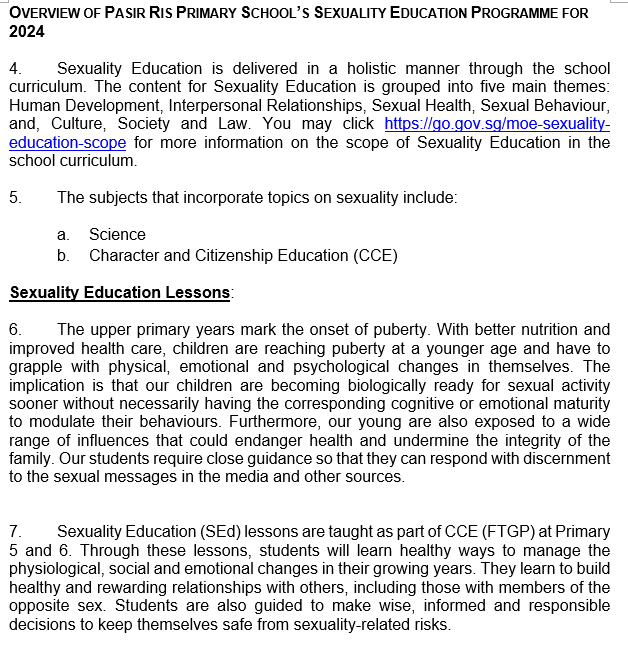 OVERVIEW OF PASIR RIS PRIMARY SCHOOL'S SEXUALITY EDUCATION PROGRAMME FOR
2024
4. Sexuality Education is delivered in a holistic manner through the school
curriculum. The content for Sexuality Education is grouped into five main themes:
Human Development, Interpersonal Relationships, Sexual Health, Sexual Behaviour,
and, Culture, Society and Law. You may click https://go.gov.sg/moe-sexuality-
education-scope for more information on the scope of Sexuality Education in the
school curriculum.
5. The subjects that incorporate topics on sexuality include:
a. Science
b. Character and Citizenship Education (CCE)
Sexuality Education Lessons:
6. The upper primary years mark the onset of puberty. With better nutrition and
improved health care, children are reaching puberty at a younger age and have to
grapple with physical, emotional and psychological changes in themselves. The
implication is that our children are becoming biologically ready for sexual activity
sooner without necessarily having the corresponding cognitive or emotional maturity
to modulate their behaviours. Furthermore, our young are also exposed to a wide
range of influences that could endanger health and undermine the integrity of the
family. Our students require close guidance so that they can respond with discernment
to the sexual messages in the media and other sources.
7. Sexuality Education (SEd) lessons are taught as part of CCE (FTGP) at Primary
5 and 6. Through these lessons, students will learn healthy ways to manage the
physiological, social and emotional changes in their growing years. They learn to build
healthy and rewarding relationships with others, including those with members of the
opposite sex. Students are also guided to make wise, informed and responsible
decisions to keep themselves safe from sexuality-related risks.